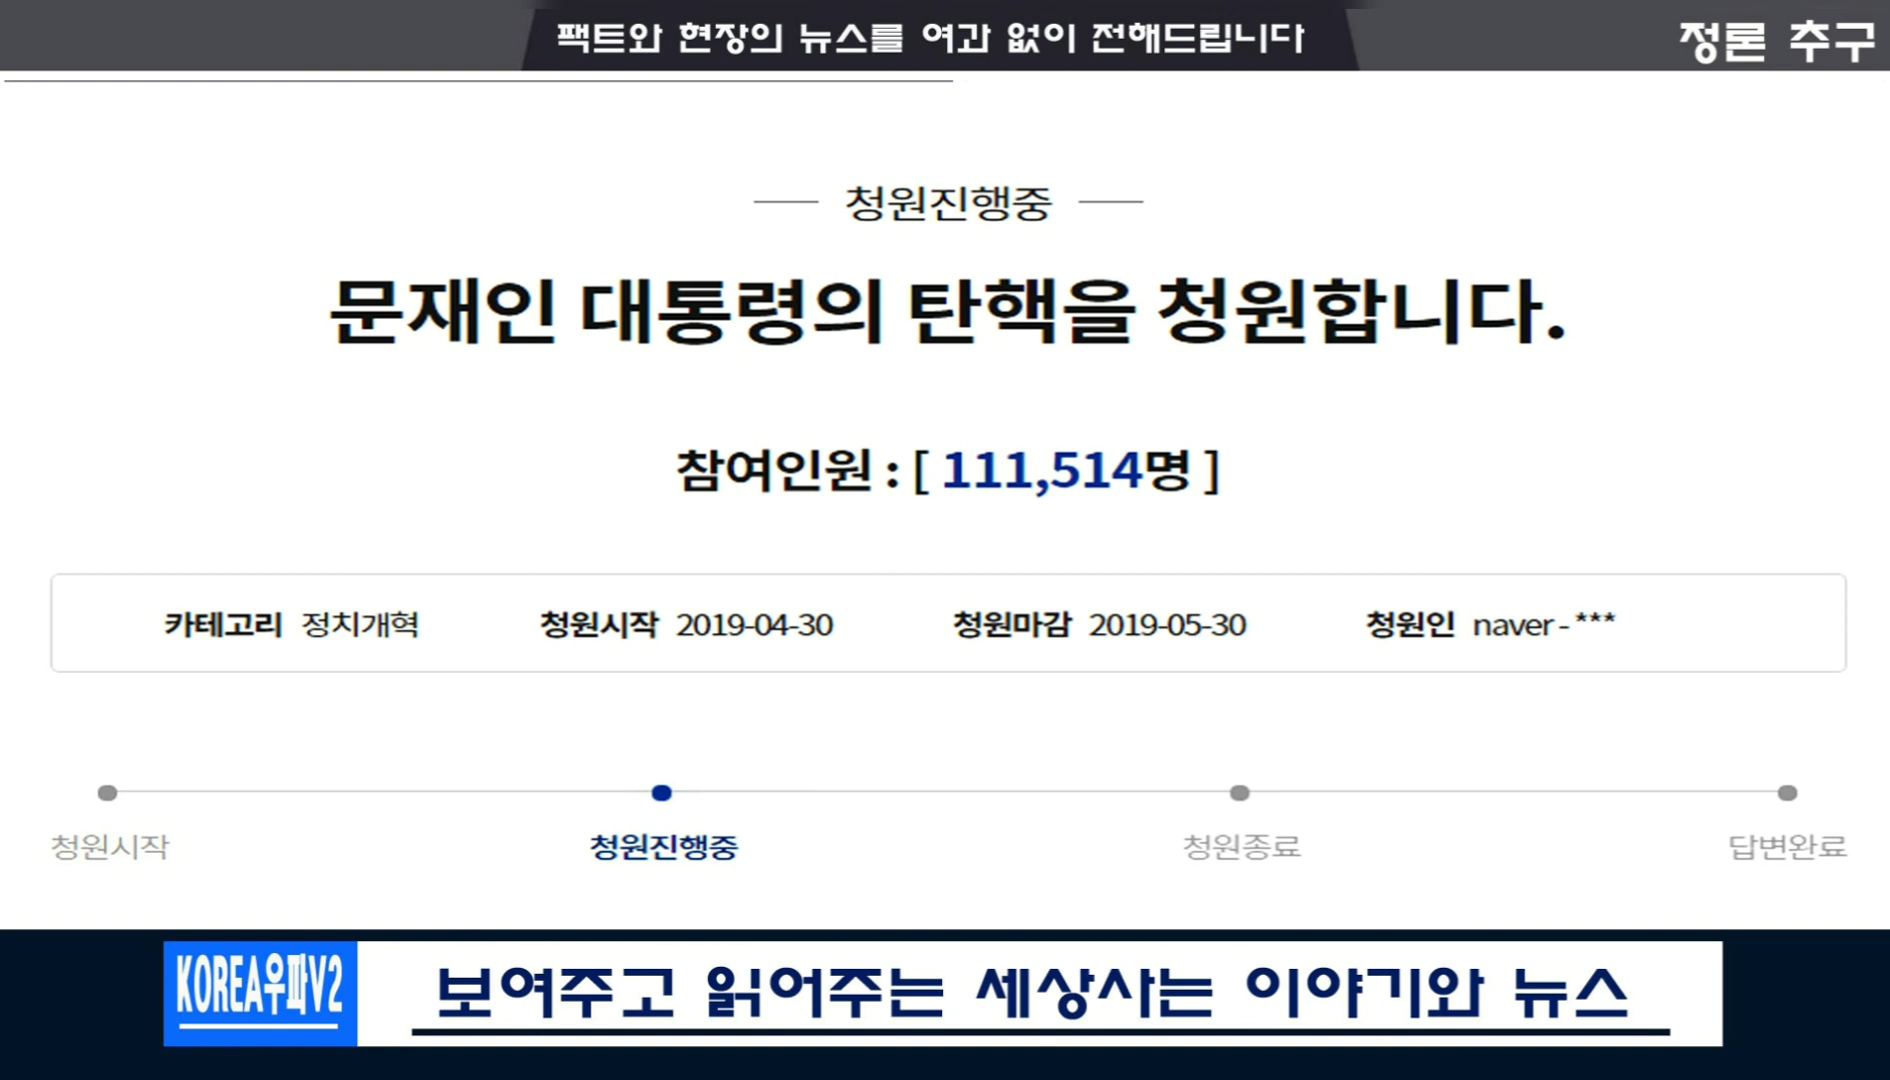 팩트와 현장의 뉴스를 여과 없이 전해드립니다
정론 추구
청원진행중
문재인 대통령의 탄핵을 청원합니다.
참여인원 : [ 111,514명 ]
카테고리 정치개혁 청원시작 2019-04-30 청원마감 2019-05-30 청원인 naver - ***
청원시작 청원진행중 청원종료 답변완료
KOREA우파V2
보여주고 읽어주는 세상사는 이야기와 뉴스